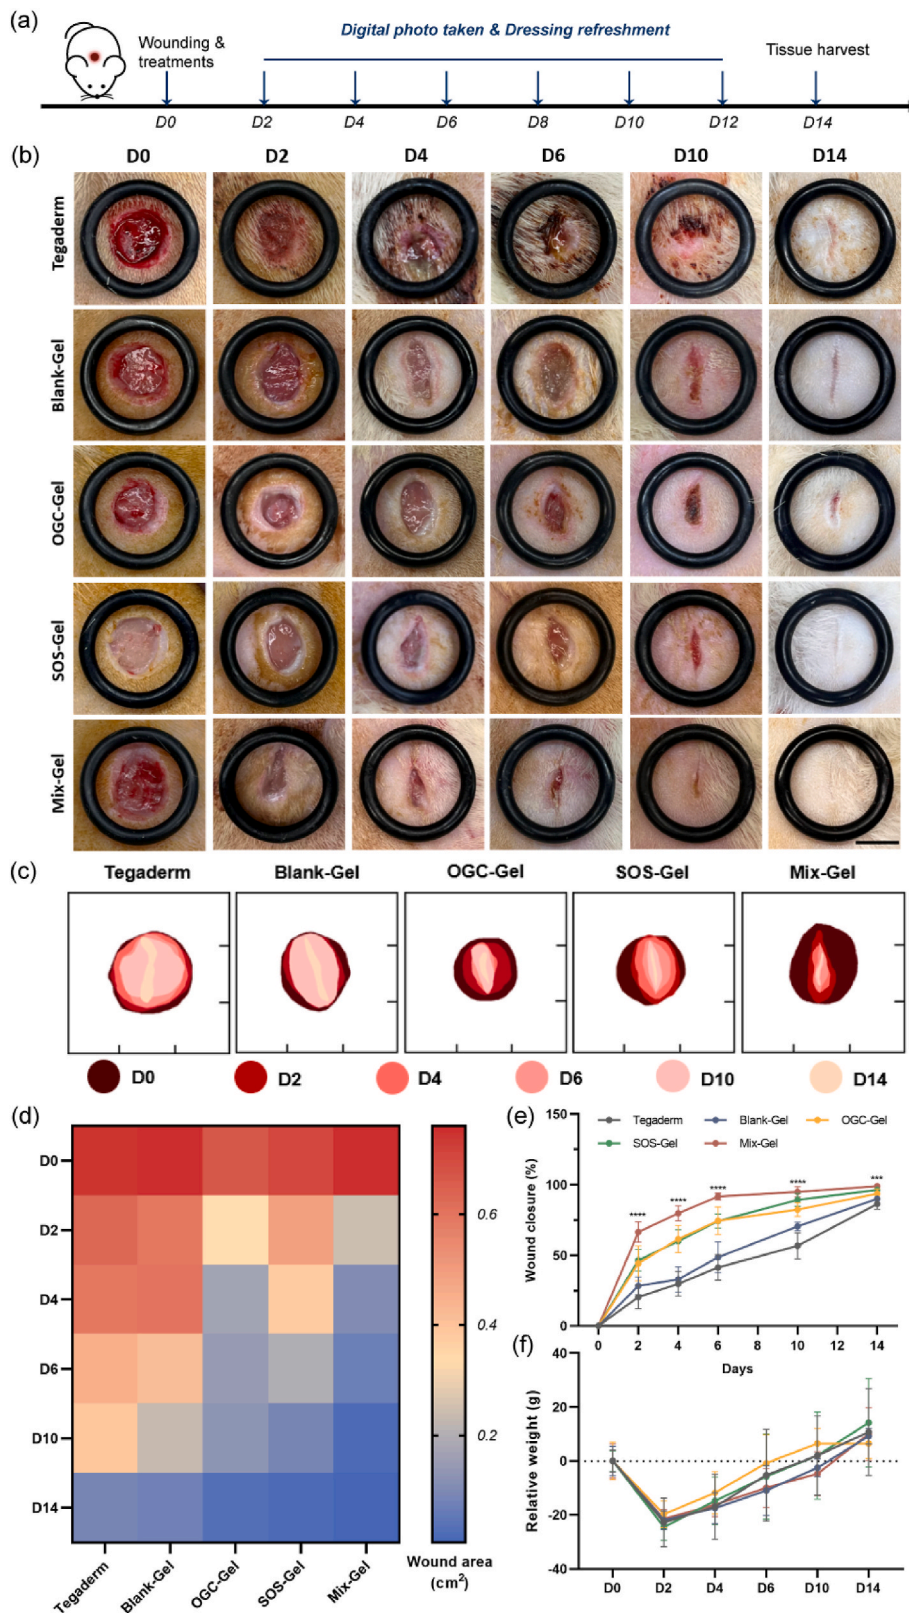 (a)
Wounding & treatments
Digital photo taken & Dressing refreshment
Tissue harvest
D0 D2 D4 D6 D8 D10 D12 D14
(b)
D0 D2 D4 D6 D10 D14
Tegaderm
Blank-Gel
OGC-Gel
SOS-Gel
Mix-Gel
(c)
Tegaderm Blank-Gel OGC-Gel SOS-Gel Mix-Gel
D0 D2 D4 D6 D10 D14
(d)
D0
D2
D4
D6
D10
D14
Tegaderm Blank-Gel OGC-Gel SOS-Gel Mix-Gel
0.6
0.4
0.2
Wound area
(cm²)
(e)
Wound closure (%)
150
100
50
0
Tegaderm Blank-Gel OGC-Gel
SOS-Gel Mix-Gel
**** **** **** **** ***
0 2 4 6 8 10 12 14
Days
(f)
Relative weight (g)
40
20
0
-20
-40
D0 D2 D4 D6 D10 D14